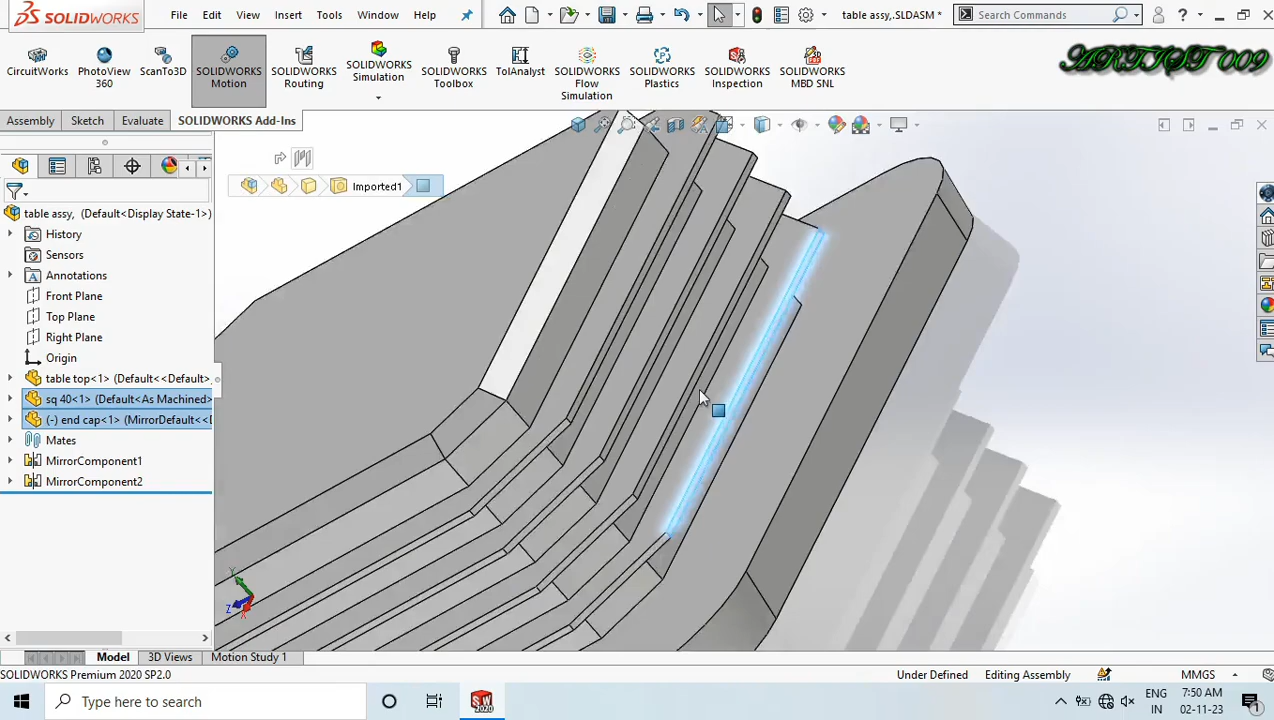 SOLIDWORKS File Edit View Insert Tools Window Help table assy,.SLDASM * Search Commands ?
ARTIST 009
CircuitWorks
PhotoView 360
ScanTo3D
SOLIDWORKS Motion
SOLIDWORKS Routing
SOLIDWORKS Simulation
SOLIDWORKS Toolbox
TolAnalyst
SOLIDWORKS Flow Simulation
SOLIDWORKS Plastics
SOLIDWORKS Inspection
SOLIDWORKS MBD SNL
Assembly Sketch Evaluate SOLIDWORKS Add-Ins
Imported1
table assy, (Default<Display State-1>)
History
Sensors
Annotations
Front Plane
Top Plane
Right Plane
Origin
table top<1> (Default<<Default>_
sq 40<1> (Default<As Machined>
(-) end cap<1> (MirrorDefault<<D
Mates
MirrorComponent1
MirrorComponent2
Y
Z
X
Model 3D Views Motion Study 1
SOLIDWORKS Premium 2020 SP2.0 Under Defined Editing Assembly MMGS
Type here to search
SW
2020
ENG
IN
7:50 AM
02-11-23
1